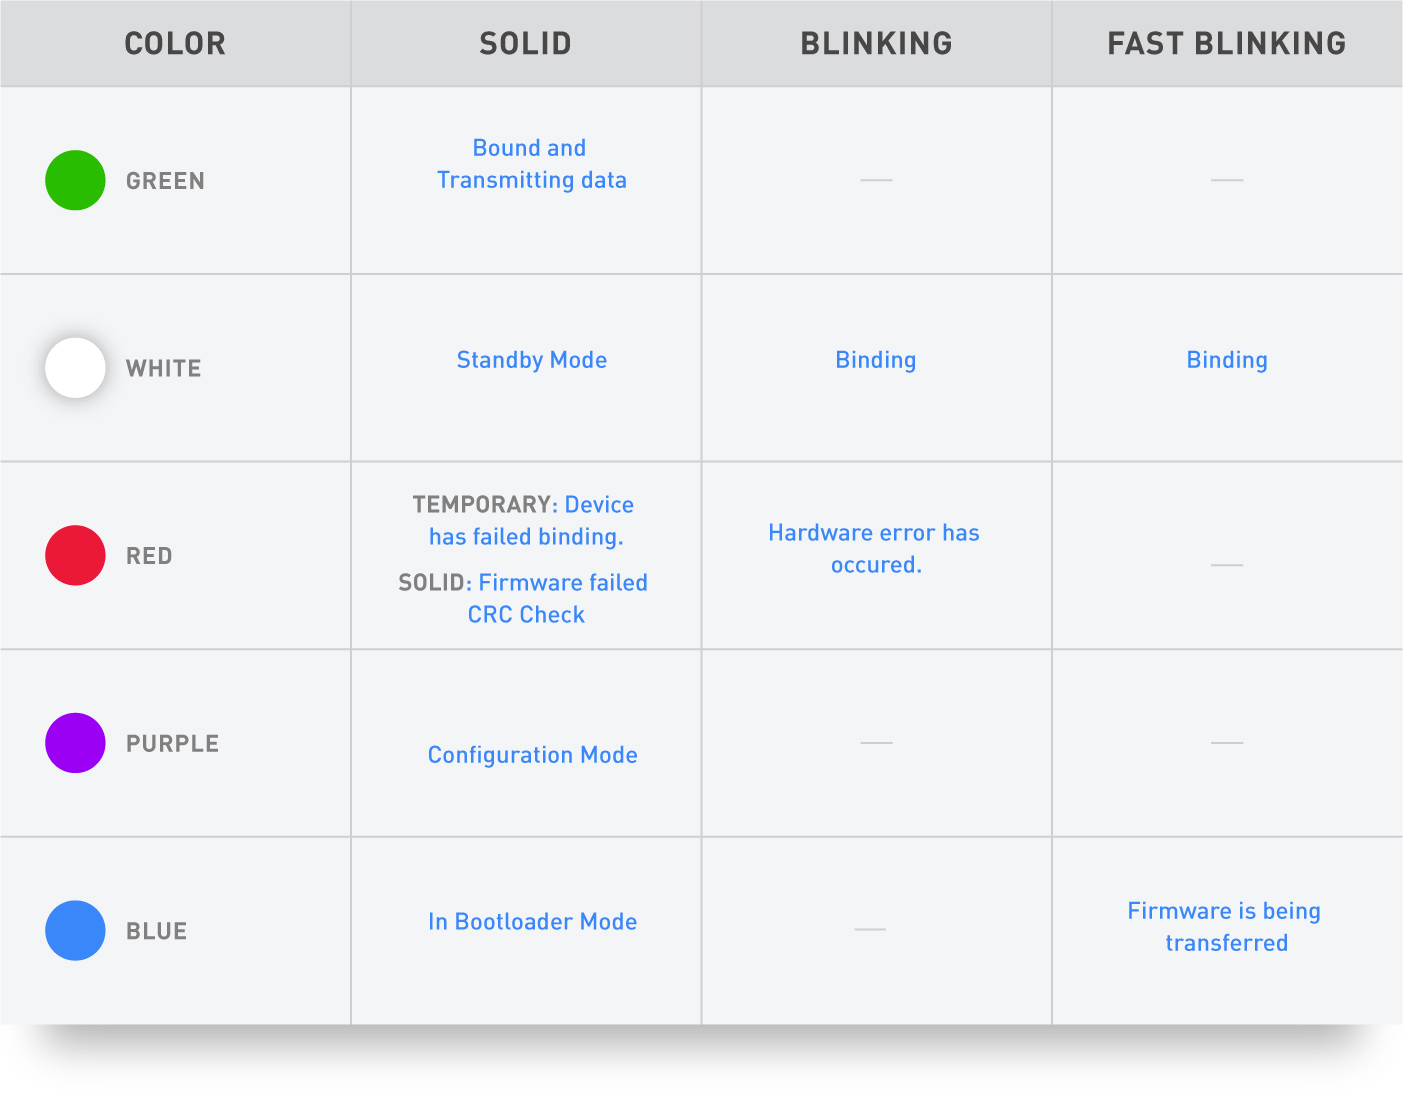 COLOR
SOLID
BLINKING
FAST BLINKING
GREEN
Bound and
Transmitting data
—
—
WHITE
Standby Mode
Binding
Binding
RED
TEMPORARY: Device
has failed binding.
SOLID: Firmware failed
CRC Check
Hardware error has
occured.
—
PURPLE
Configuration Mode
—
—
BLUE
In Bootloader Mode
—
Firmware is being
transferred